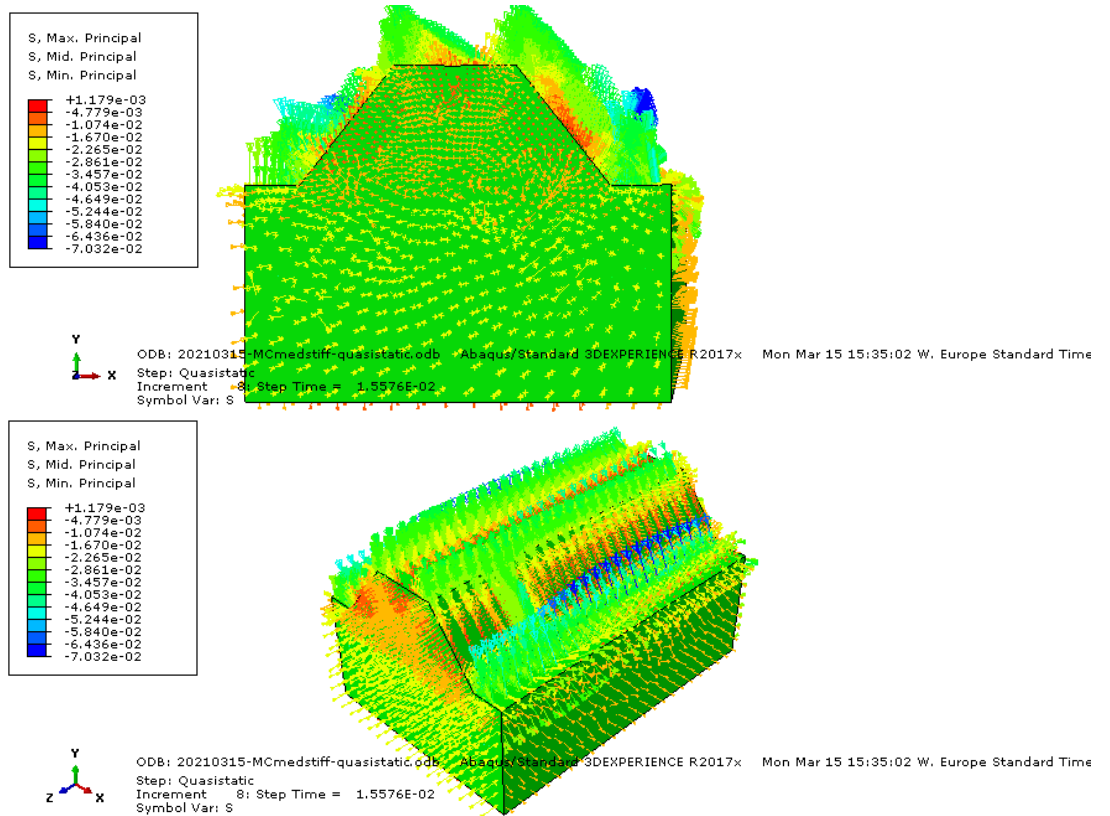 S, Max. Principal
S, Mid. Principal
S, Min. Principal
+1.179e-03
-4.779e-03
-1.074e-02
-1.670e-02
-2.265e-02
-2.861e-02
-3.457e-02
-4.053e-02
-4.649e-02
-5.244e-02
-5.840e-02
-6.436e-02
-7.032e-02
Y
Z X
ODB: 20210315-MCmedstiff-quasistatic.odb Abaqus/Standard 3DEXPERIENCE R2017x Mon Mar 15 15:35:02 W. Europe Standard Time
Step: Quasistatic
Increment 8: Step Time = 1.5576E-02
Symbol Var: S
S, Max. Principal
S, Mid. Principal
S, Min. Principal
+1.179e-03
-4.779e-03
-1.074e-02
-1.670e-02
-2.265e-02
-2.861e-02
-3.457e-02
-4.053e-02
-4.649e-02
-5.244e-02
-5.840e-02
-6.436e-02
-7.032e-02
Y
Z X
ODB: 20210315-MCmedstiff-quasistatic.odb Abaqus/Standard 3DEXPERIENCE R2017x Mon Mar 15 15:35:02 W. Europe Standard Time
Step: Quasistatic
Increment 8: Step Time = 1.5576E-02
Symbol Var: S